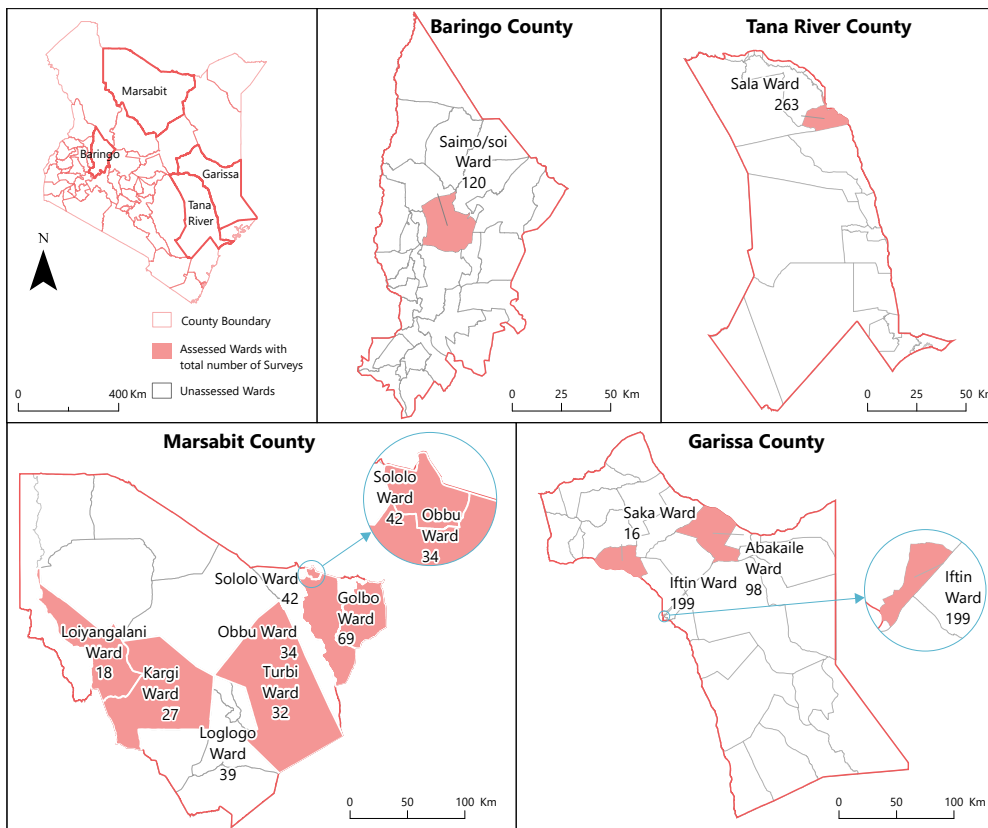 Marsabit
Baringo
Garissa
Tana
River
N
County Boundary
Assessed Wards with
total number of Surveys
Unassessed Wards
0
400 Km
Baringo County
Saimo/soi
Ward
120
0
25
50 Km
Tana River County
Sala Ward
263
0
25
50 Km
Marsabit County
Sololo
Ward
42
Obbu
Ward
34
Sololo Ward
42
Golbo
Ward
69
Loiyangalani
Ward
18
Obbu Ward
34
Kargi
Ward
27
Turbi
Ward
32
Loglogo
Ward
39
0
50
100 Km
Garissa County
Saka Ward
16
Abakaile
Ward
98
Iftin Ward
199
Iftin
Ward
199
0
50
100 Km